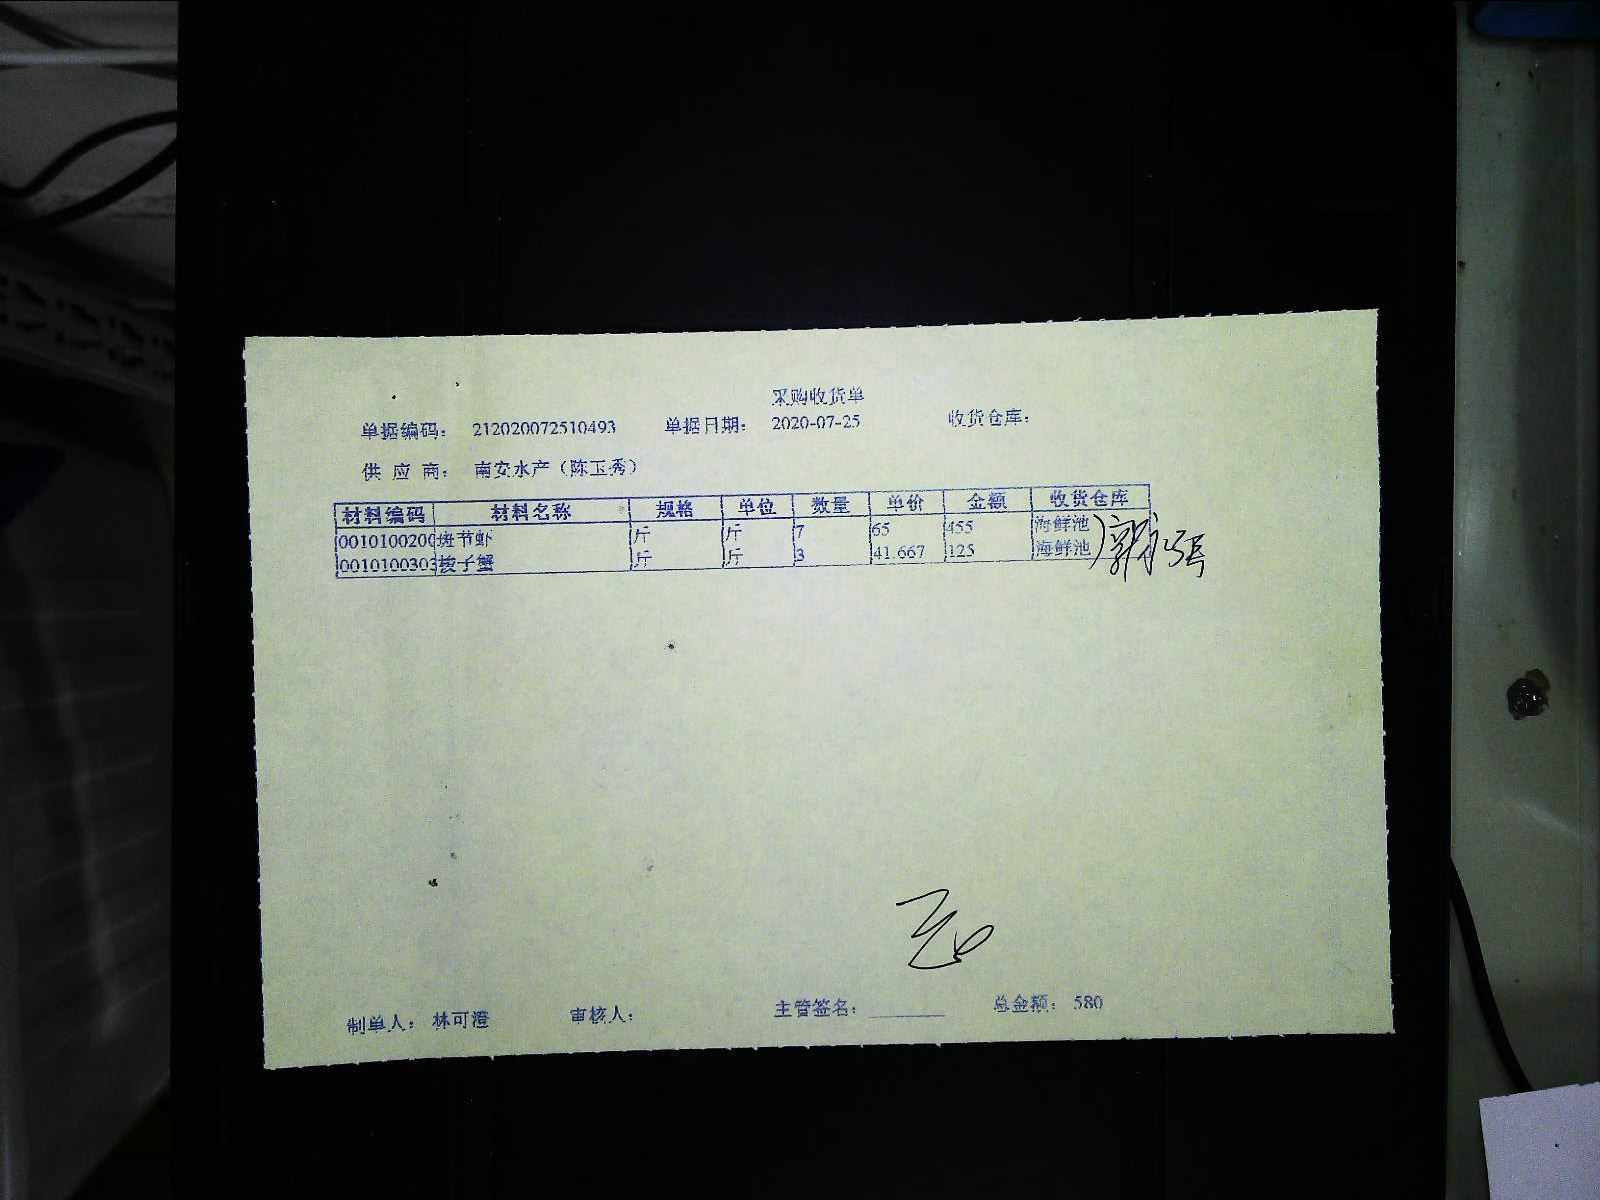 采购收货单
单据编码: 212020072510493 单据日期: 2020-07-25 收货仓库:
供应商: 南安水产(陈玉秀)
材料编码 材料名称 规格 单位 数量 单价 金额 收货仓库
0010100200 斑节虾 斤 斤 7 65 455 海鲜池
0010100303 梭子蟹 斤 斤 3 41.667 125 海鲜池
制单人: 林可澄 审核人: 主管签名: 总金额: 580